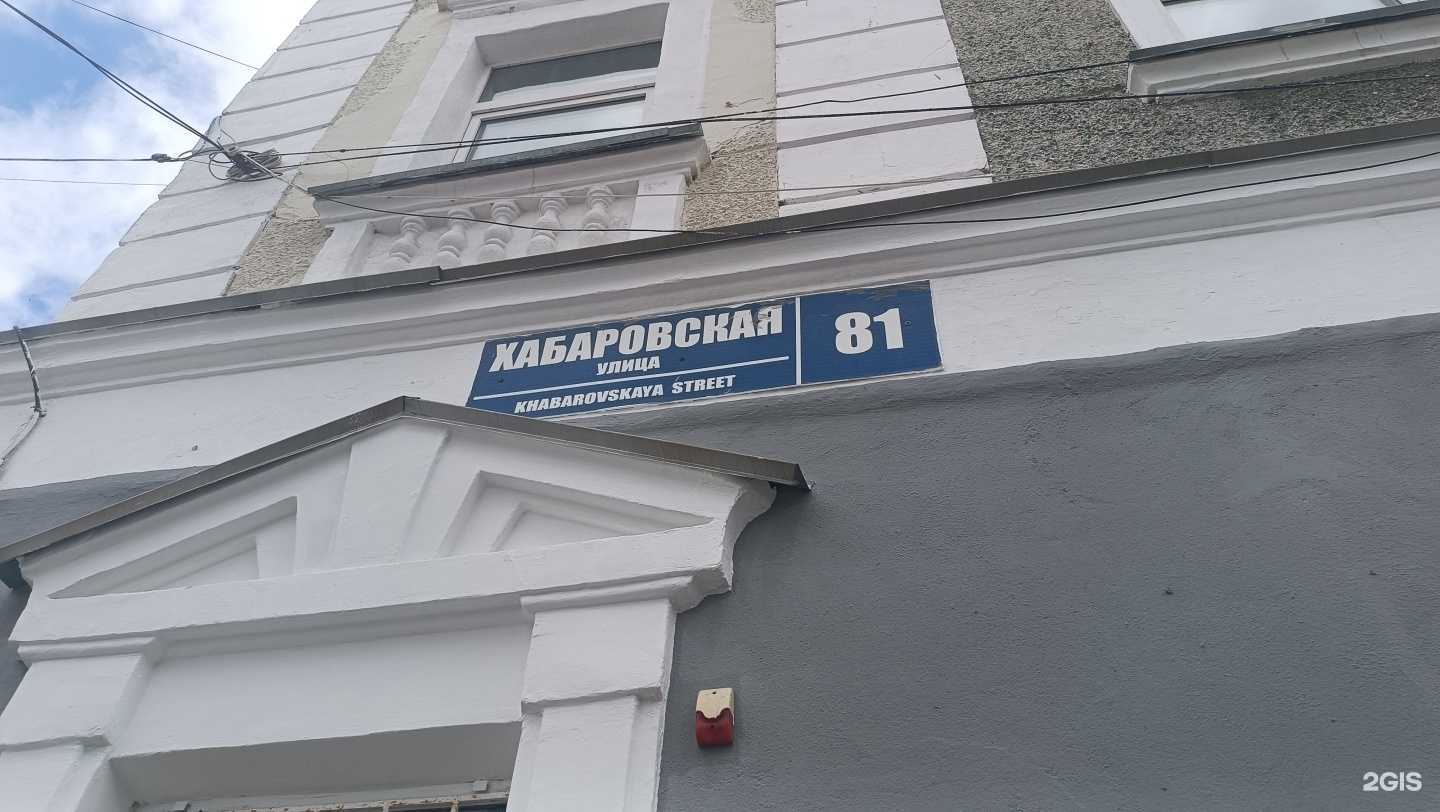 ХАБАРОВСКАЯ
УЛИЦА
KHABAROVSKAYA STREET
81
2GIS